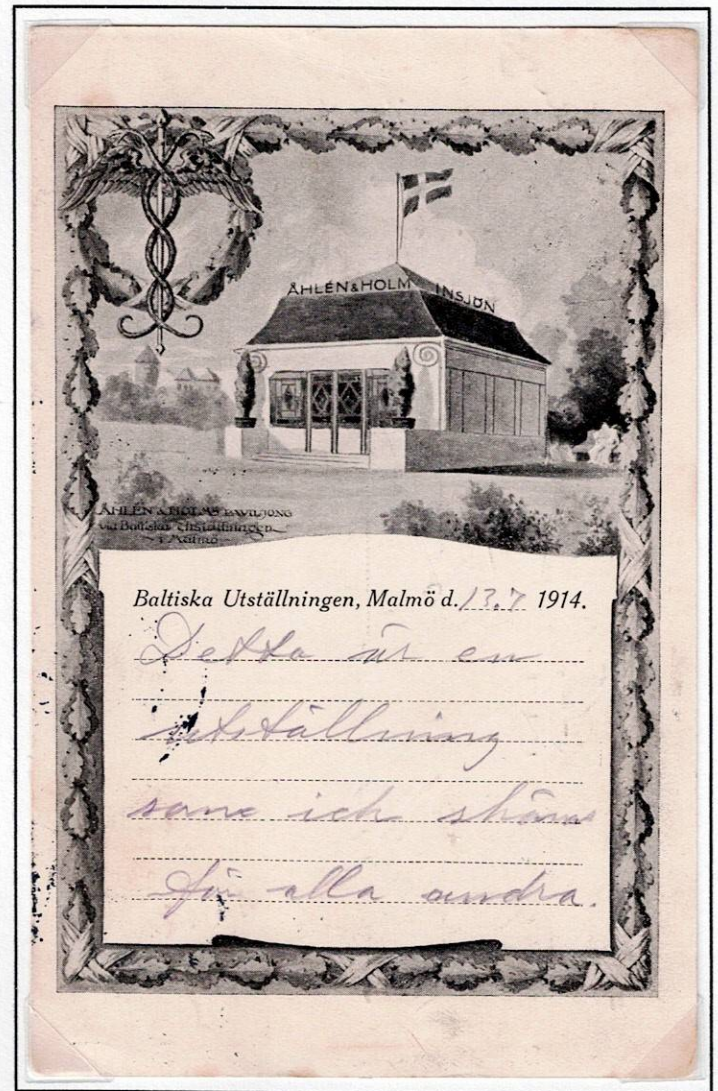 ÅHLÉN & HOLM INSJÖN
ÅHLÉN & HOLMS PAVILJONG
vid Baltiska Utställningen
i Malmö
Baltiska Utställningen, Malmö d. 13.7 1914.
Detta är en
utställning
som ich
för alla andra.